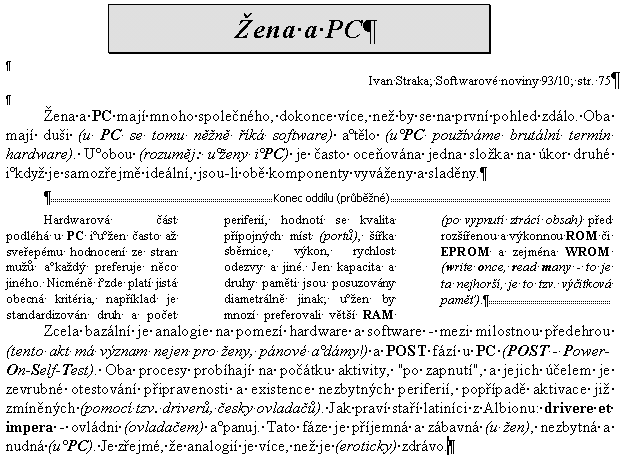 Žena a PC¶
¶
Ivan Straka; Softwarové noviny 93/10; str. 75¶
¶
Žena a PC mají mnoho společného, dokonce více, než by se na první pohled zdálo. Oba
mají duši (u PC se tomu něžně říká software) a°tělo (u°PC používáme brutální termín
hardware). U°obou (rozuměj: u°ženy i°PC) je často oceňována jedna složka na úkor druhé
i°když je samozřejmě ideální, jsou-li obě komponenty vyváženy a sladěny.¶
¶Konec oddílu (průběžné)
Hardwarová část
podléhá u PC i°u°žen často až
sveřepému hodnocení ze stran
mužů a°každý preferuje něco
jiného. Nicméně i°zde platí jistá
obecná kritéria, například je
standardizován druh a počet
periferií, hodnotí se kvalita
přípojných míst (portů), šířka
sběrnice, výkon, rychlost
odezvy a jiné. Jen kapacita a
druhy paměti jsou posuzovány
diametrálně jinak; u°žen by
mnozí preferovali větší RAM
(po vypnutí ztrácí obsah) před
rozšířenou a výkonnou ROM či
EPROM a zejména WROM
(write once, read many - to je
ta nejhorší, je to tzv. výčitková
paměť).¶
Zcela bazální je analogie na pomezí hardware a software - mezi milostnou předehrou
(tento akt má význam nejen pro ženy, pánové a°dámy!) a POST fází u PC (POST - Power-
On-Self-Test). Oba procesy probíhají na počátku aktivity, "po zapnutí", a jejich účelem je
zevrubné otestování připravenosti a existence nezbytných periferií, popřípadě aktivace již
zmíněných (pomocí tzv. driverů, česky ovladačů). Jak praví staří latiníci z Albionu: drivere et
impera - ovládni (ovladačem) a°panuj. Tato fáze je příjemná a zábavná (u žen), nezbytná a
nudná (u°PC). Je zřejmé, že analogií je více, než je (eroticky) zdrávo.¶